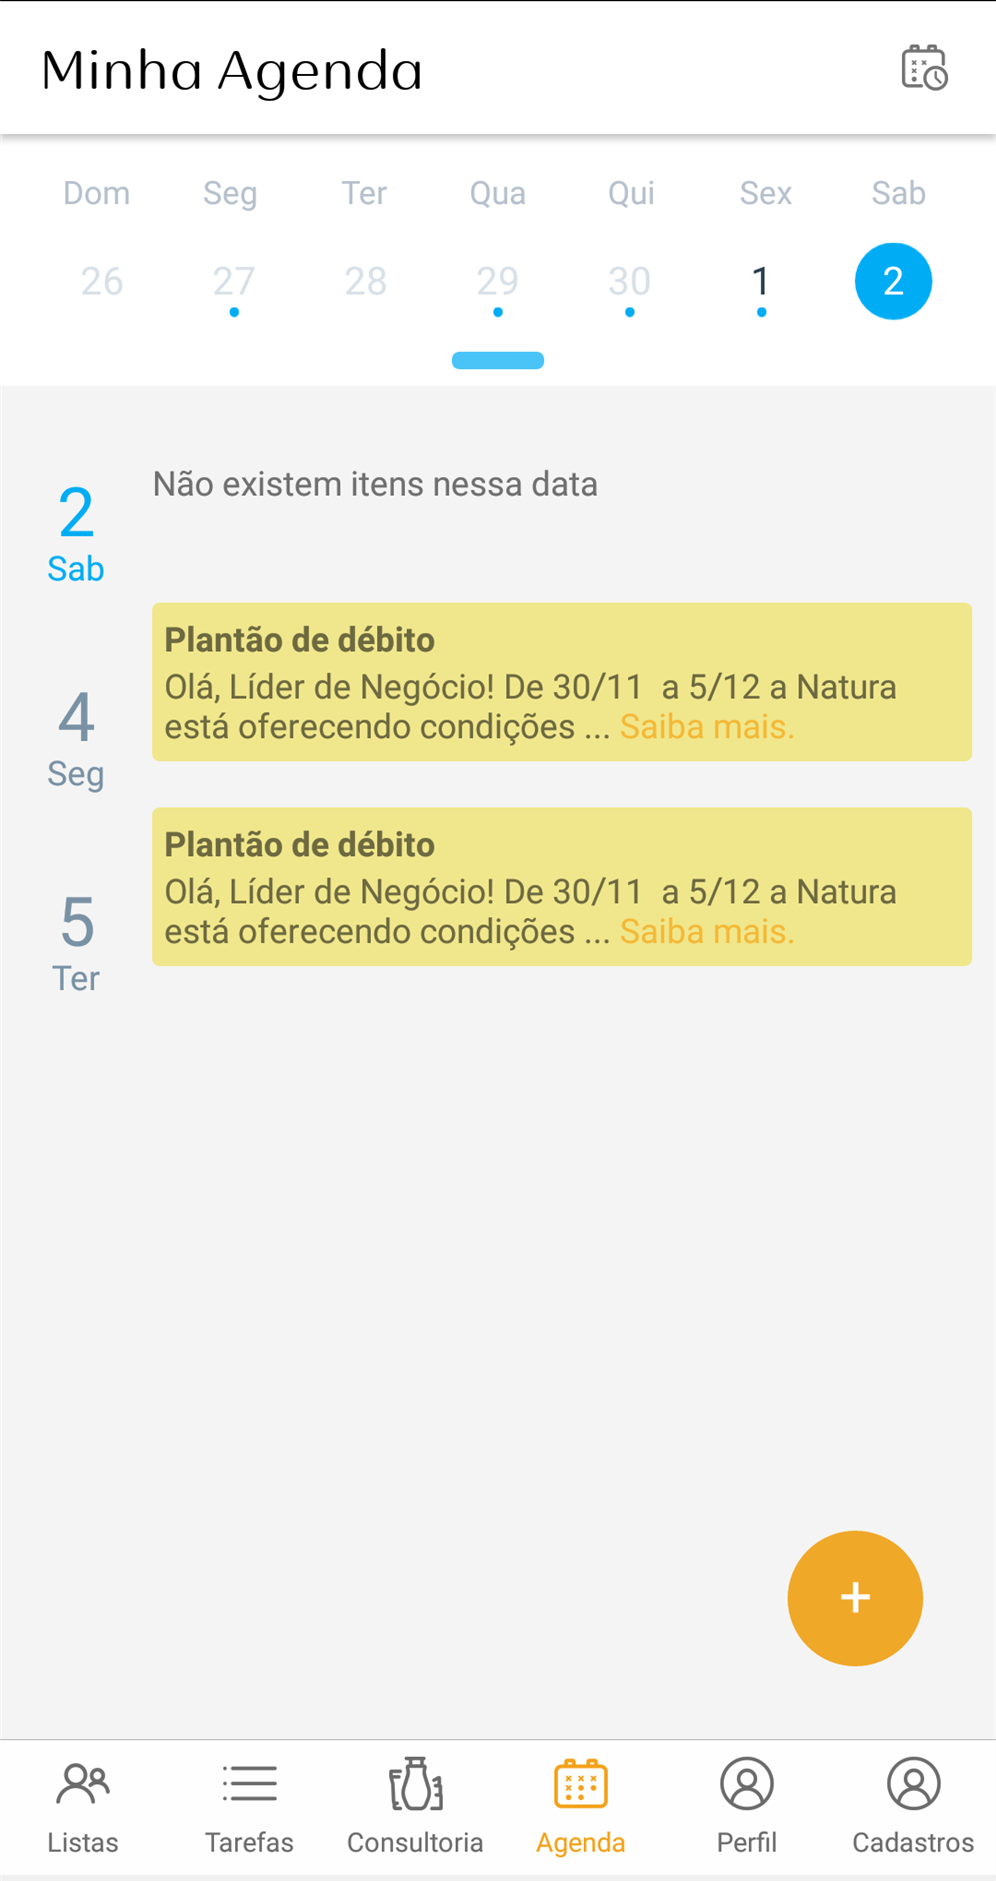 Minha Agenda
Dom Seg Ter Qua Qui Sex Sab
26 27 28 29 30 1 2
Não existem itens nessa data
2
Sab
Plantão de débito
Olá, Líder de Negócio! De 30/11  a 5/12 a Natura
está oferecendo condições ... Saiba mais.
4
Seg
Plantão de débito
Olá, Líder de Negócio! De 30/11  a 5/12 a Natura
está oferecendo condições ... Saiba mais.
5
Ter
+
Listas Tarefas Consultoria Agenda Perfil Cadastros